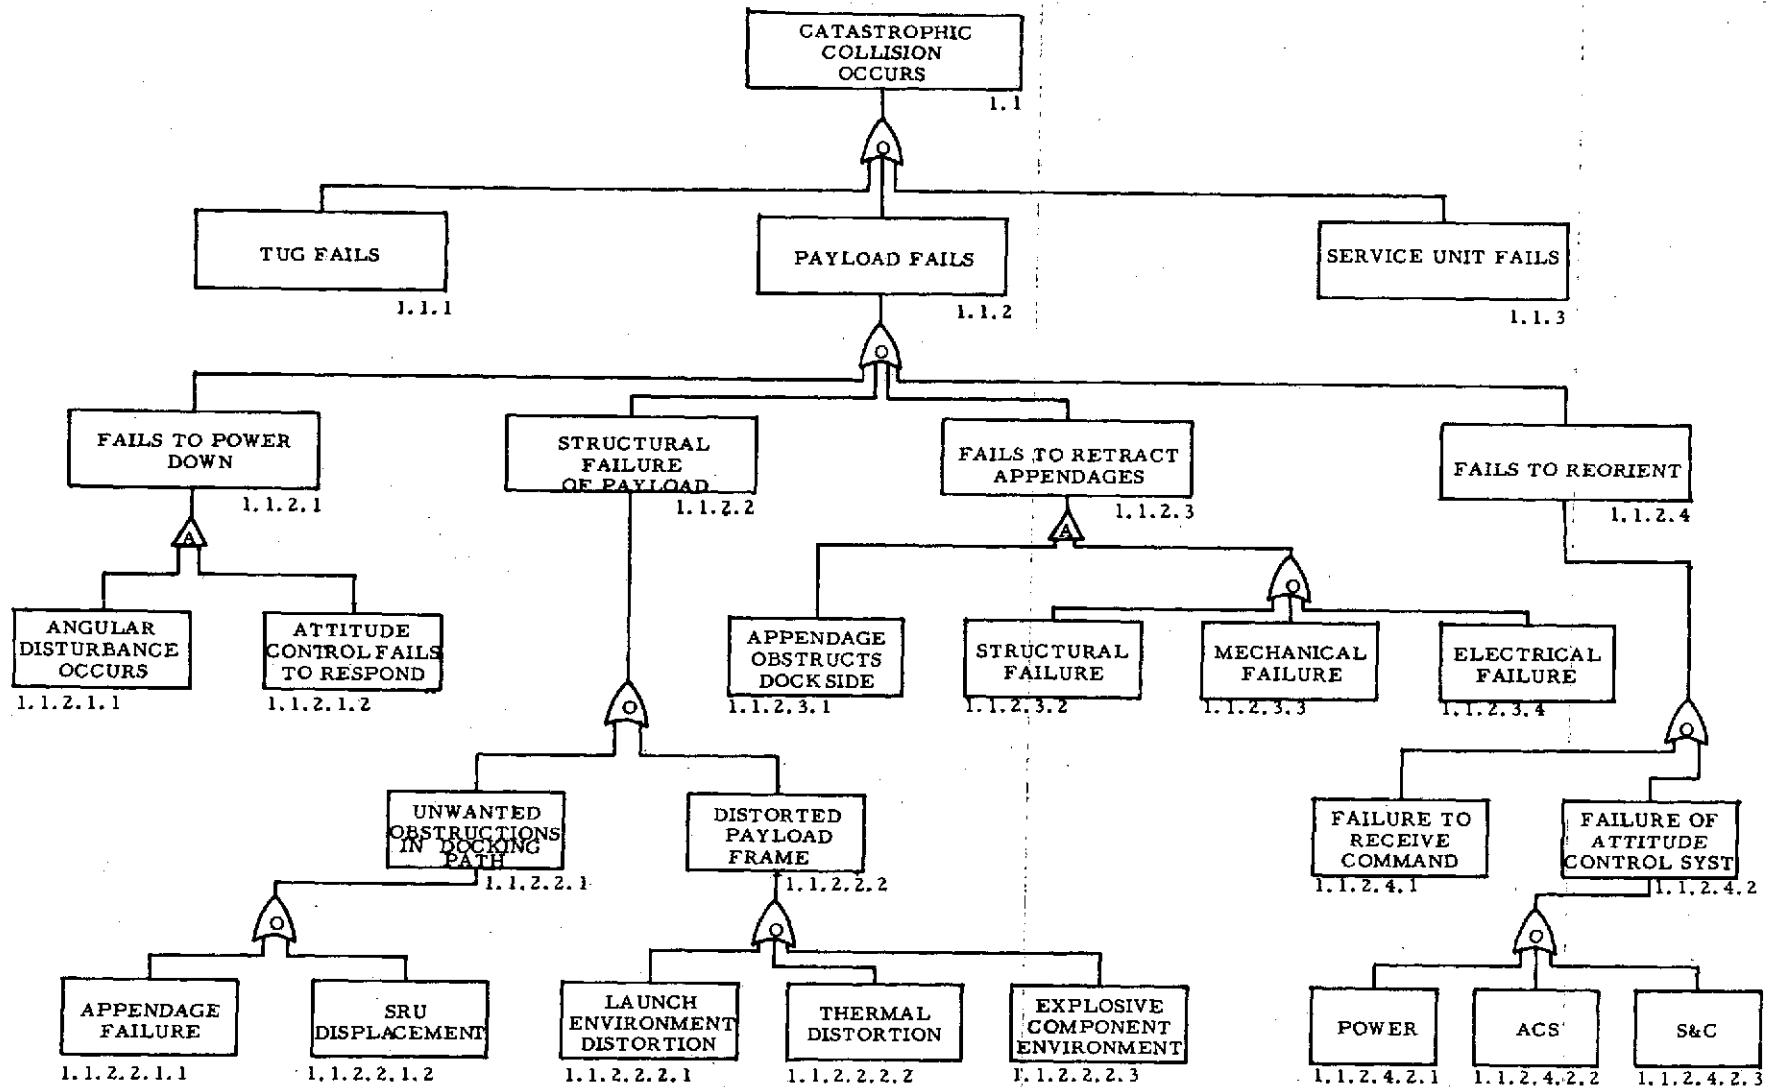 CATASTROPHIC
COLLISION
OCCURS
1.1
O
TUG FAILS
1.1.1
PAYLOAD FAILS
1.1.2
SERVICE UNIT FAILS
1.1.3
O
FAILS TO POWER
DOWN
1.1.2.1
STRUCTURAL
FAILURE
OF PAYLOAD
1.1.2.2
FAILS TO RETRACT
APPENDAGES
1.1.2.3
FAILS TO REORIENT
1.1.2.4
A
A
O
ANGULAR
DISTURBANCE
OCCURS
1.1.2.1.1
ATTITUDE
CONTROL FAILS
TO RESPOND
1.1.2.1.2
APPENDAGE
OBSTRUCTS
DOCK SIDE
1.1.2.3.1
STRUCTURAL
FAILURE
1.1.2.3.2
MECHANICAL
FAILURE
1.1.2.3.3
ELECTRICAL
FAILURE
1.1.2.3.4
O
O
UNWANTED
OBSTRUCTIONS
IN DOCKING
PATH
1.1.2.2.1
DISTORTED
PAYLOAD
FRAME
1.1.2.2.2
FAILURE TO
RECEIVE
COMMAND
1.1.2.4.1
FAILURE OF
ATTITUDE
CONTROL SYST
1.1.2.4.2
O
O
O
APPENDAGE
FAILURE
1.1.2.2.1.1
SRU
DISPLACEMENT
1.1.2.2.1.2
LAUNCH
ENVIRONMENT
DISTORTION
1.1.2.2.2.1
THERMAL
DISTORTION
1.1.2.2.2.2
EXPLOSIVE
COMPONENT
ENVIRONMENT
1.1.2.2.2.3
POWER
1.1.2.4.2.1
ACS
1.1.2.4.2.2
S&C
1.1.2.4.2.3